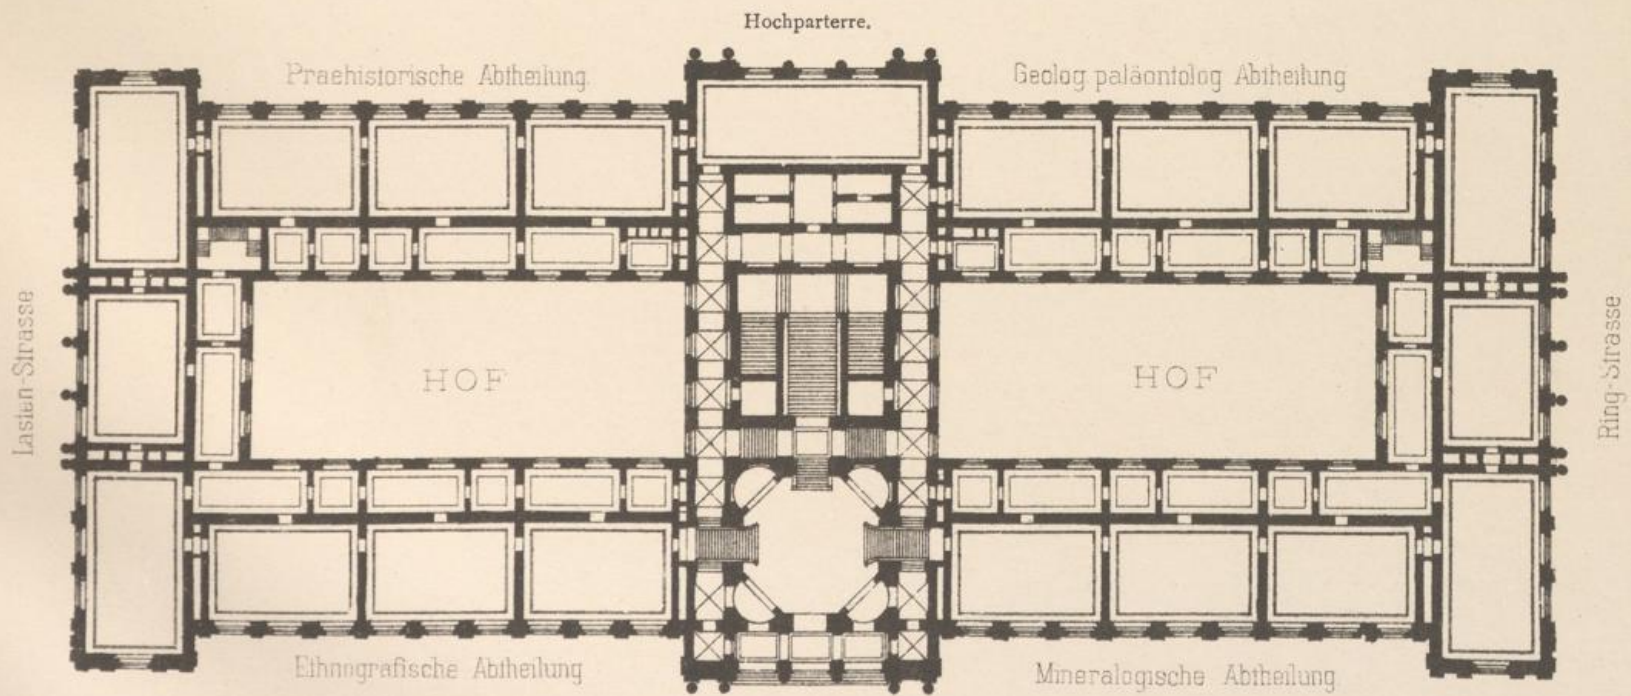 Hochparterre.
Praehistorische Abtheilung.
Geolog. paläontolog Abtheilung
Lasten-Strasse
HOF
HOF
Ring-Strasse
Ethnografische Abtheilung
Mineralogische Abtheilung.